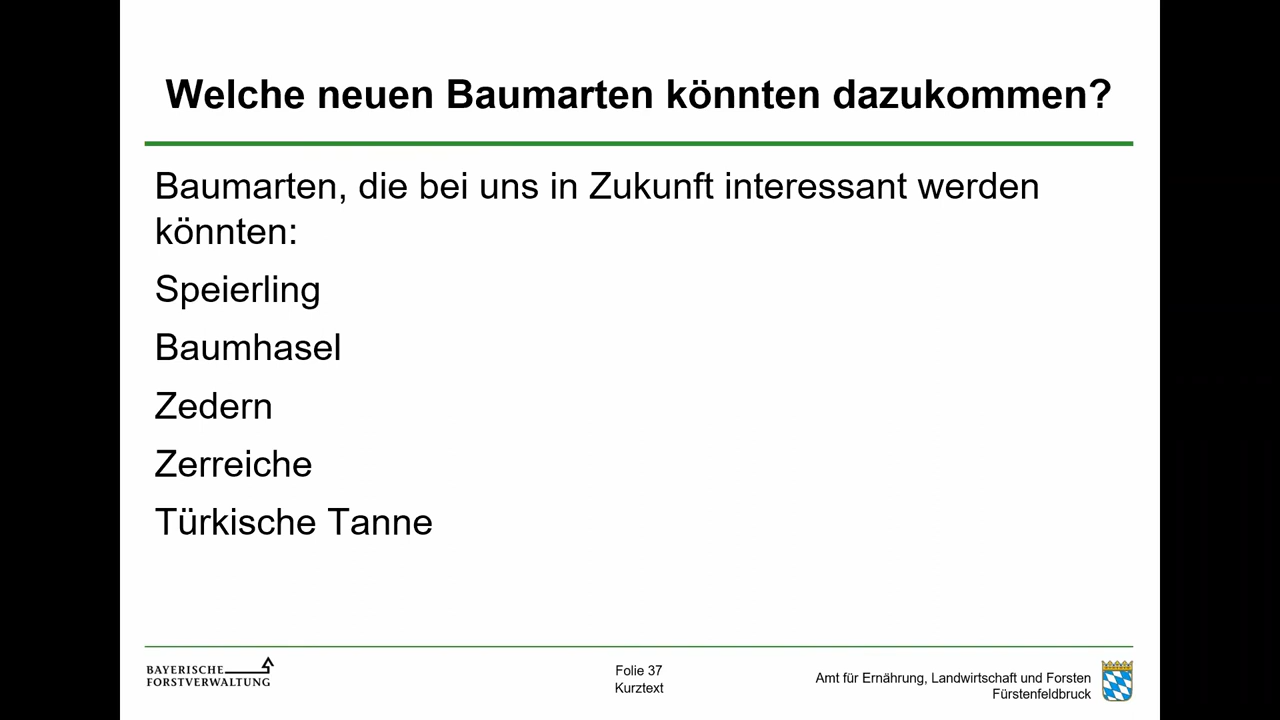 Welche neuen Baumarten könnten dazukommen?
Baumarten, die bei uns in Zukunft interessant werden
könnten:
Speierling
Baumhasel
Zedern
Zerreiche
Türkische Tanne
BAYERISCHE
FORSTVERWALTUNG
Folie 37
Kurztext
Amt für Ernährung, Landwirtschaft und Forsten
Fürstenfeldbruck